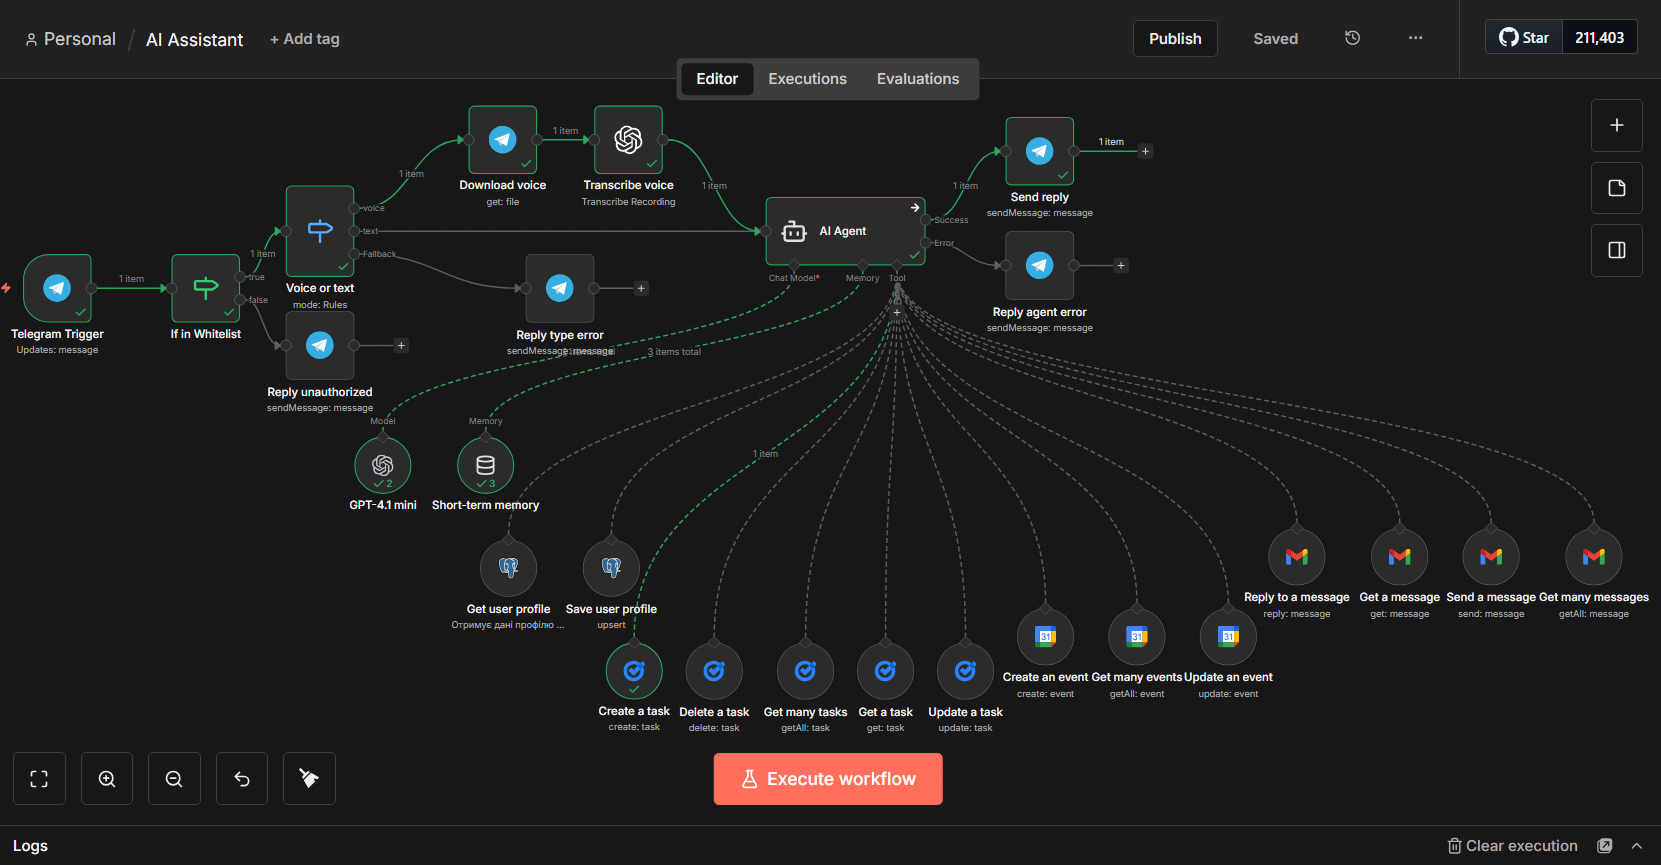 Personal / AI Assistant + Add tag
Publish
Saved
Star 211,403
Editor Executions Evaluations
1 item
Download voice
get: file
1 item
Transcribe voice
Transcribe Recording
1 item
1 item
Send reply
sendMessage: message
1 item
voice
text
Fallback
Voice or text
mode: Rules
AI Agent
Success
Error
Chat Model*
Memory
Tool
Reply agent error
sendMessage: message
1 item
true
false
1 item
Telegram Trigger
Updates: message
If in Whitelist
Reply type error
sendMessage: message
3 items total
Reply unauthorized
sendMessage: message
Model
Memory
2
3
GPT-4.1 mini
Short-term memory
1 item
Get user profile
Отримує дані профілю ...
Save user profile
upsert
Reply to a message
reply: message
Get a message
get: message
Send a message
send: message
Get many messages
getAll: message
31
31
31
Create an event
create: event
Get many events
getAll: event
Update an event
update: event
Create a task
create: task
Delete a task
delete: task
Get many tasks
getAll: task
Get a task
get: task
Update a task
update: task
Execute workflow
Logs
Clear execution